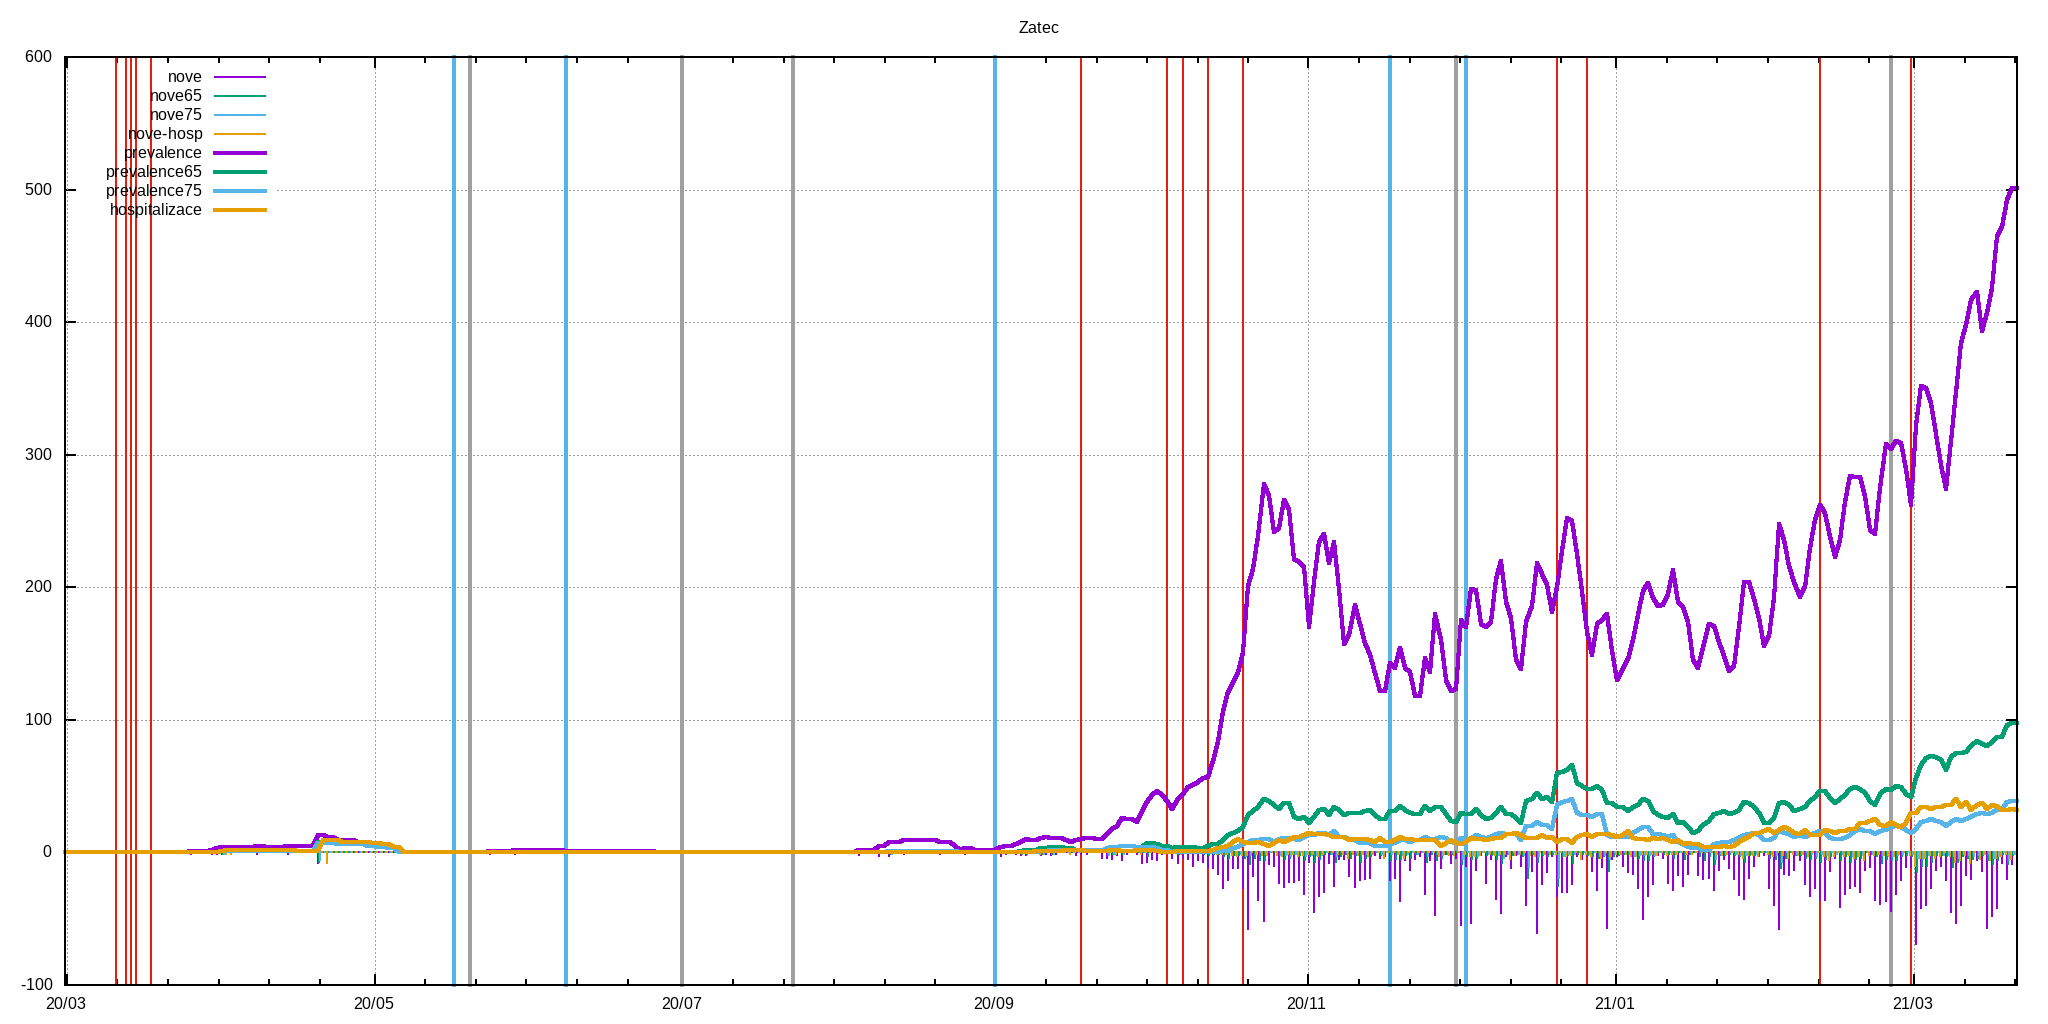 Zatec
600
500
400
300
200
100
0
-100
nove
nove65
nove75
nove-hosp
prevalence
prevalence65
prevalence75
hospitalizace
20/03
20/05
20/07
20/09
20/11
21/01
21/03